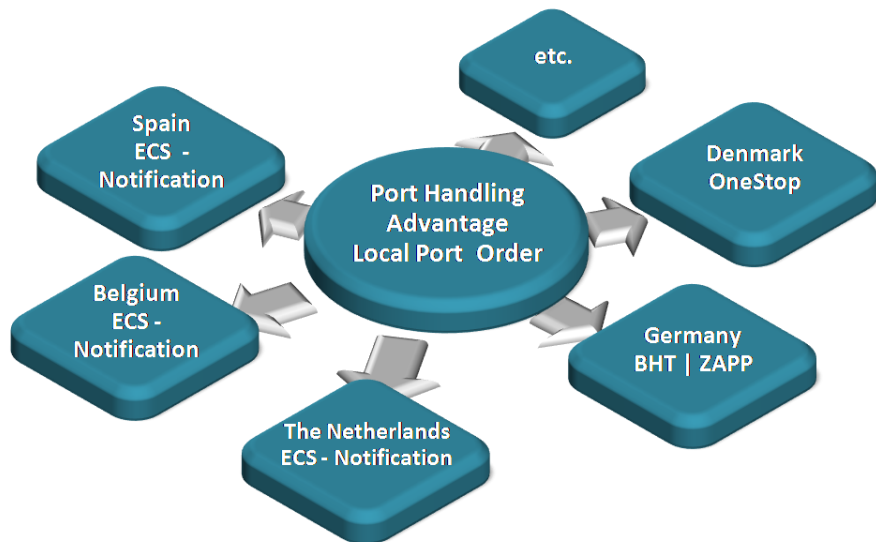 etc.
Spain
ECS -
Notification
Denmark
OneStop
Port Handling
Advantage
Local Port Order
Belgium
ECS -
Notification
Germany
BHT | ZAPP
The Netherlands
ECS - Notification